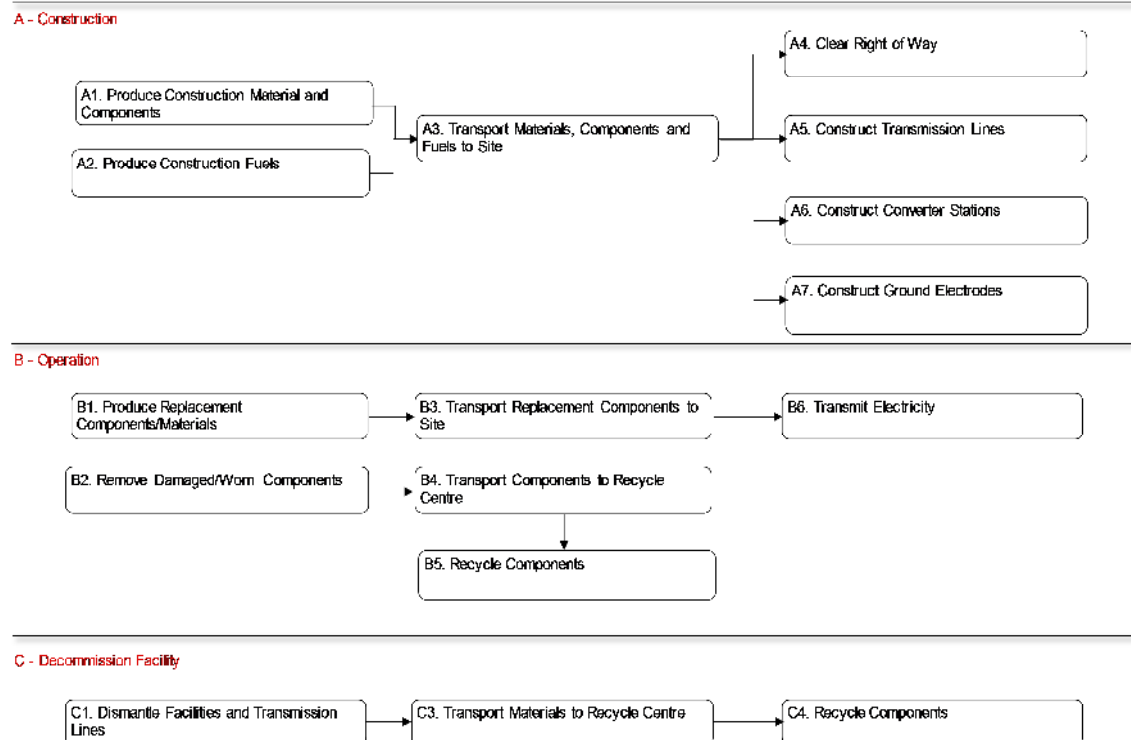 A - Construction
A4. Clear Right of Way
A1. Produce Construction Material and
Components
A3. Transport Materials, Components and
Fuels to Site
A5. Construct Transmission Lines
A2. Produce Construction Fuels
A6. Construct Converter Stations
A7. Construct Ground Electrodes
B - Operation
B1. Produce Replacement
Components/Materials
B3. Transport Replacement Components to
Site
B6. Transmit Electricity
B2. Remove Damaged/Worn Components
B4. Transport Components to Recycle
Centre
B5. Recycle Components
C - Decommission Facility
C1. Dismantle Facilities and Transmission
Lines
C3. Transport Materials to Recycle Centre
C4. Recycle Components